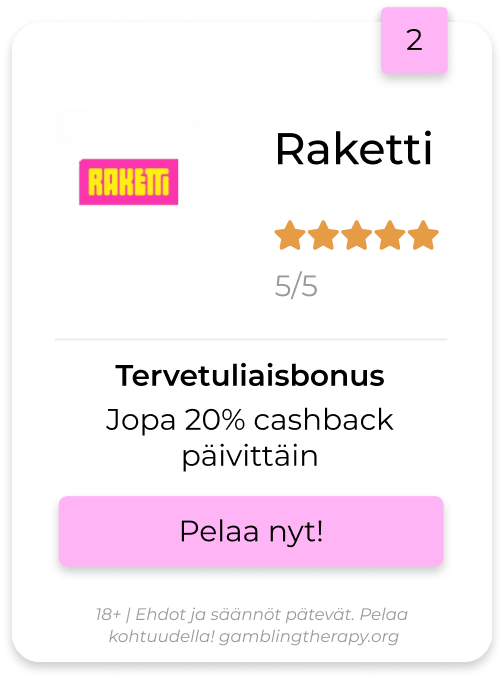 2
RAKETTI
Raketti
5/5
Tervetuliaisbonus
Jopa 20% cashback
päivittäin
Pelaa nyt!
18+ | Ehdot ja säännöt pätevät. Pelaa
kohtuudella! gamblingtherapy.org